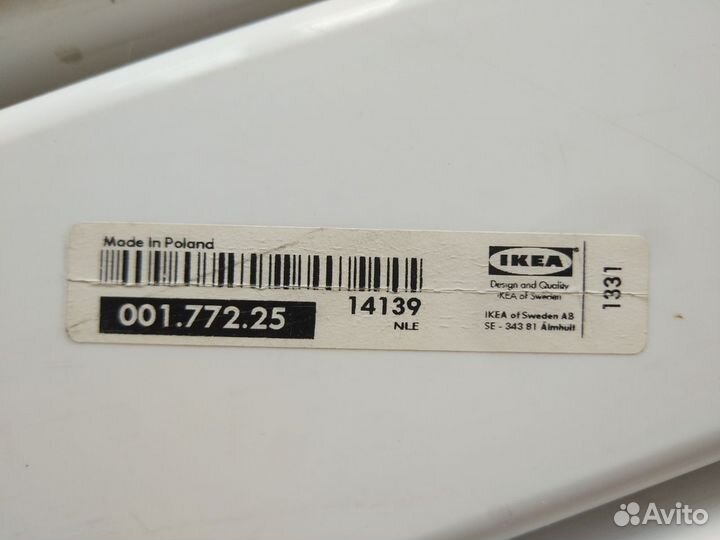 Made in Poland
001.772.25
14139
NLE
IKEA
Design and Quality
IKEA of Sweden
IKEA of Sweden AB
SE - 343 81 Älmhult
1331
Avito